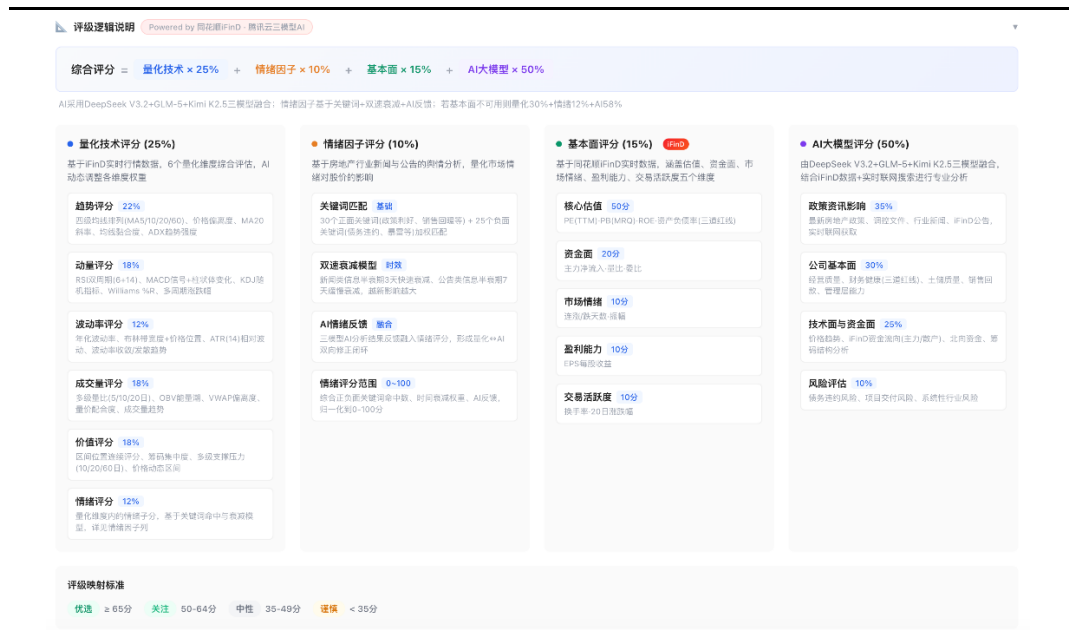 评级逻辑说明 Powered by 同花顺iFinD · 腾讯云三模型AI
综合评分 = 量化技术 × 25% + 情绪因子 × 10% + 基本面 × 15% + AI大模型 × 50%
AI采用DeepSeek V3.2+GLM-5+Kimi K2.5三模型融合；情绪因子基于关键词+双速衰减+AI反馈；若基本面不可用则量化30%+情绪12%+AI58%
量化技术评分 (25%)
基于iFinD实时行情数据，6个量化维度综合评估，AI
动态调整各维度权重
趋势评分 22%
四级均线排列(MA5/10/20/60)、价格偏离度、MA20
斜率、均线黏合度、ADX趋势强度
动量评分 18%
RSI双周期(6+14)、MACD信号+柱状体变化、KDJ随
机指标、Williams %R、多周期涨跌幅
波动率评分 12%
年化波动率、布林带宽度+价格位置、ATR(14)相对波
动、波动率收敛/发散趋势
成交量评分 18%
多级量比(5/10/20日)、OBV能量潮、VWAP偏离度、
量价配合度、成交量趋势
价值评分 18%
区间位置连续评分、筹码集中度、多级支撑压力
(10/20/60日)、价格动态区间
情绪评分 12%
量化维度内的情绪子分，基于关键词命中与衰减模
型，详见情绪因子列
情绪因子评分 (10%)
基于房地产行业新闻与公告的舆情分析，量化市场情
绪对股价的影响
关键词匹配 基础
30个正面关键词(政策利好、销售回暖等) + 25个负面
关键词(债务违约、暴雷等)加权匹配
双速衰减模型 时效
新闻类信息半衰期3天快速衰减，公告类信息半衰期7
天缓慢衰减，越新影响越大
AI情绪反馈 融合
三模型AI分析结果反馈融入情绪评分，形成量化↔AI
双向修正闭环
情绪评分范围 0~100
综合正负面关键词命中数、时间衰减权重、AI反馈，
归一化到0-100分
基本面评分 (15%) iFinD
基于同花顺iFinD实时数据，涵盖估值、资金面、市
场情绪、盈利能力、交易活跃度五个维度
核心估值 50分
PE(TTM)·PB(MRQ)·ROE·资产负债率(三道红线)
资金面 20分
主力净流入·量比·委比
市场情绪 10分
连涨/跌天数·振幅
盈利能力 10分
EPS每股收益
交易活跃度 10分
换手率·20日涨跌幅
AI大模型评分 (50%)
由DeepSeek V3.2+GLM-5+Kimi K2.5三模型融合，
结合iFinD数据+实时联网搜索进行专业分析
政策资讯影响 35%
最新房地产政策、调控文件、行业新闻、iFinD公告，
实时联网获取
公司基本面 30%
经营质量、财务健康(三道红线)、土储质量、销售回
款、管理层能力
技术面与资金面 25%
价格趋势、iFinD资金流向(主力/散户)、北向资金、筹
码结构分析
风险评估 10%
债务违约风险、项目交付风险、系统性行业风险
评级映射标准
优选 ≥ 65分 关注 50-64分 中性 35-49分 谨慎 < 35分